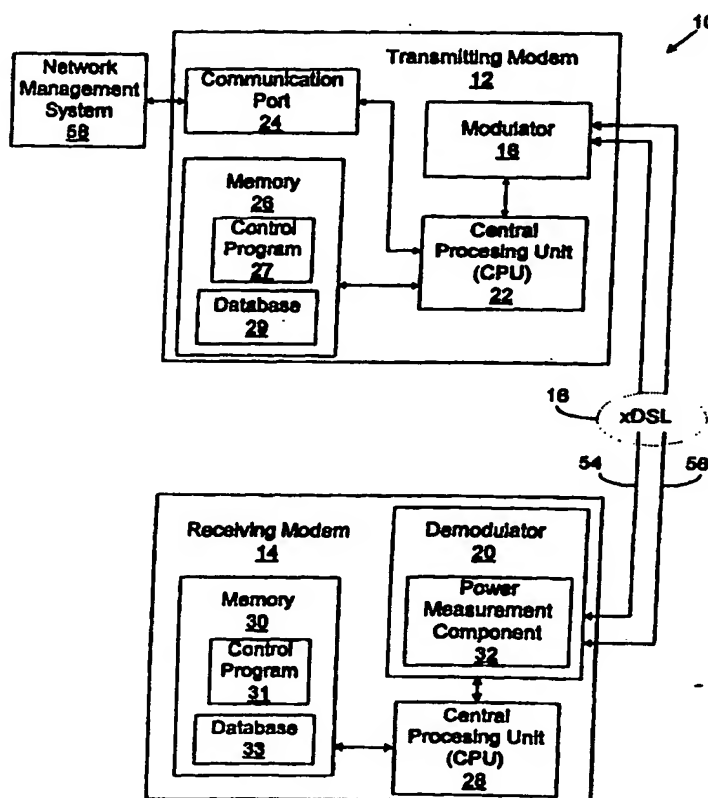 10
Transmitting Modem
12
Network
Management
System
58
Communication
Port
24
Modulator
18
Memory
26
Control
Program
27
Database
29
Central
Procesing Unit
(CPU)
22
16
xDSL
54
56
Receiving Modem
14
Demodulator
20
Power
Measurement
Component
32
Memory
30
Control
Program
31
Database
33
Central
Procesing Unit
(CPU)
28